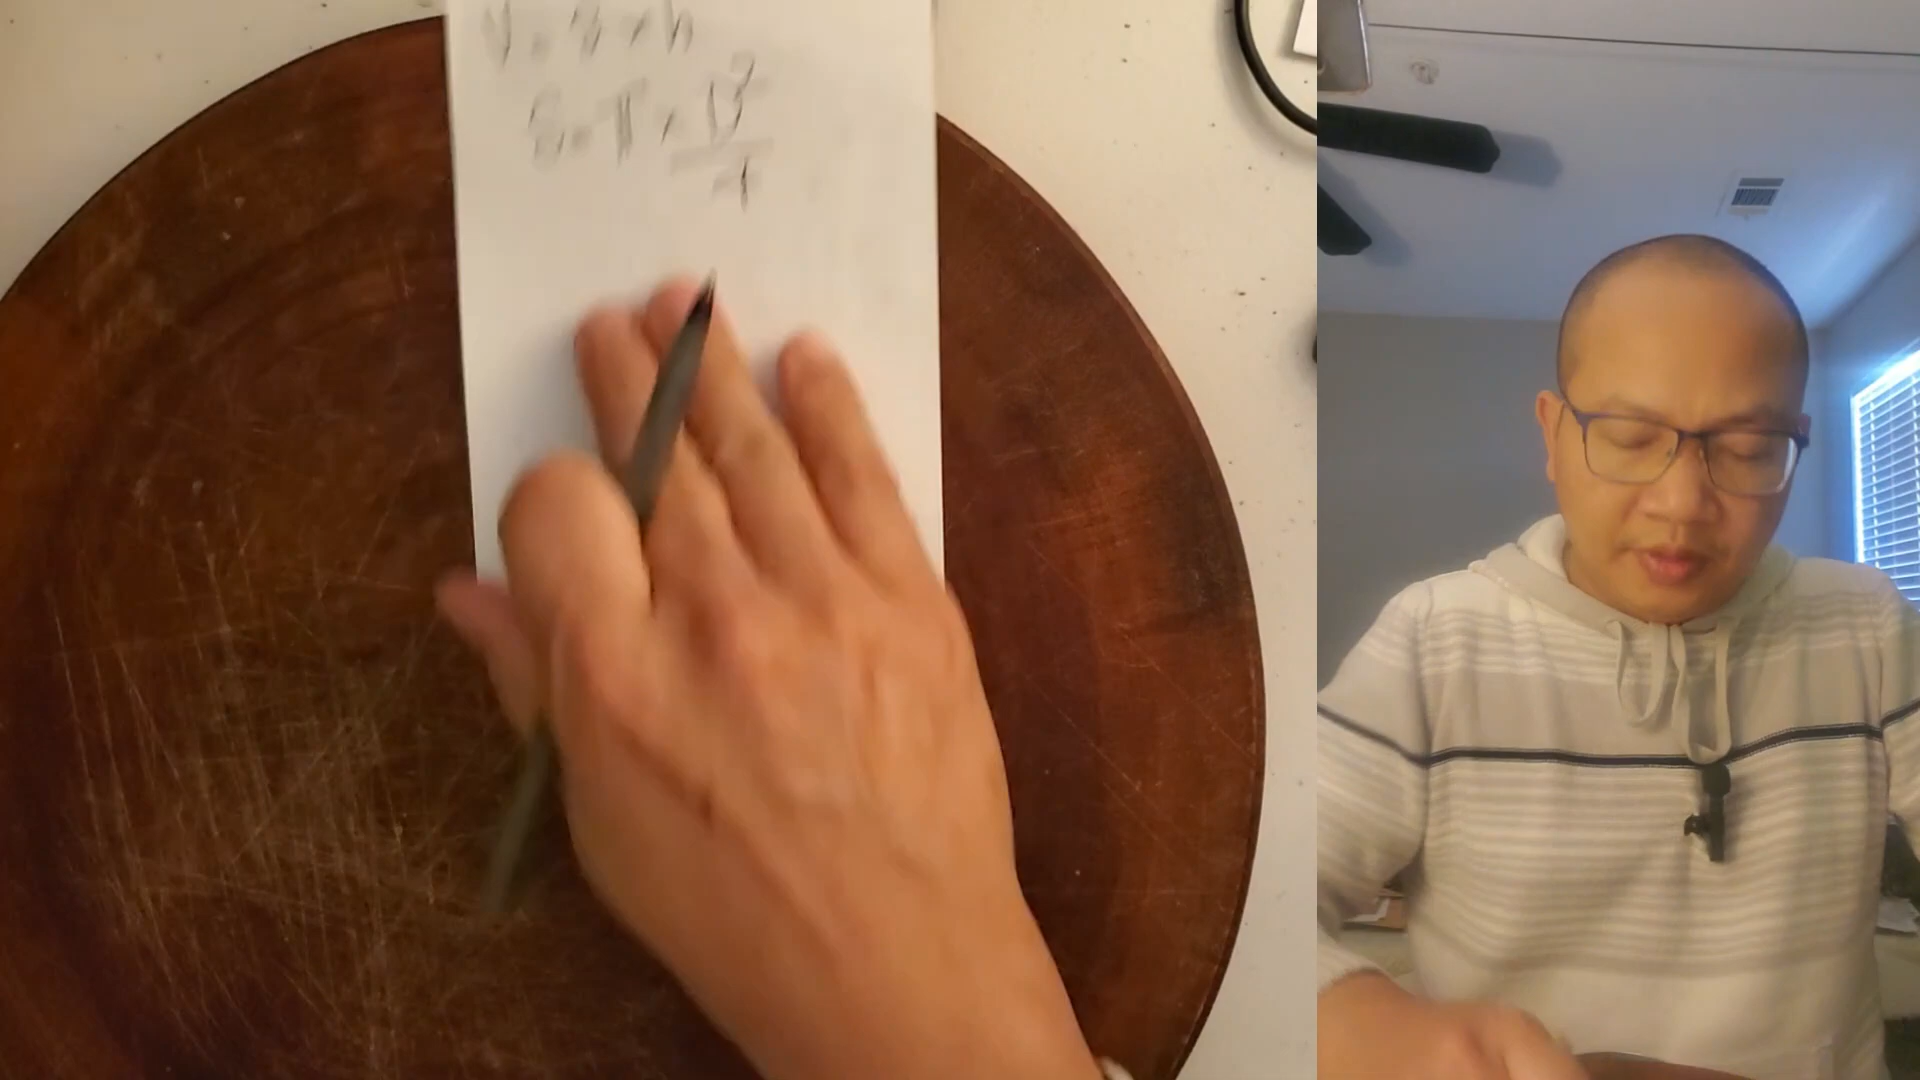 V = B × h
B = π × D²/4